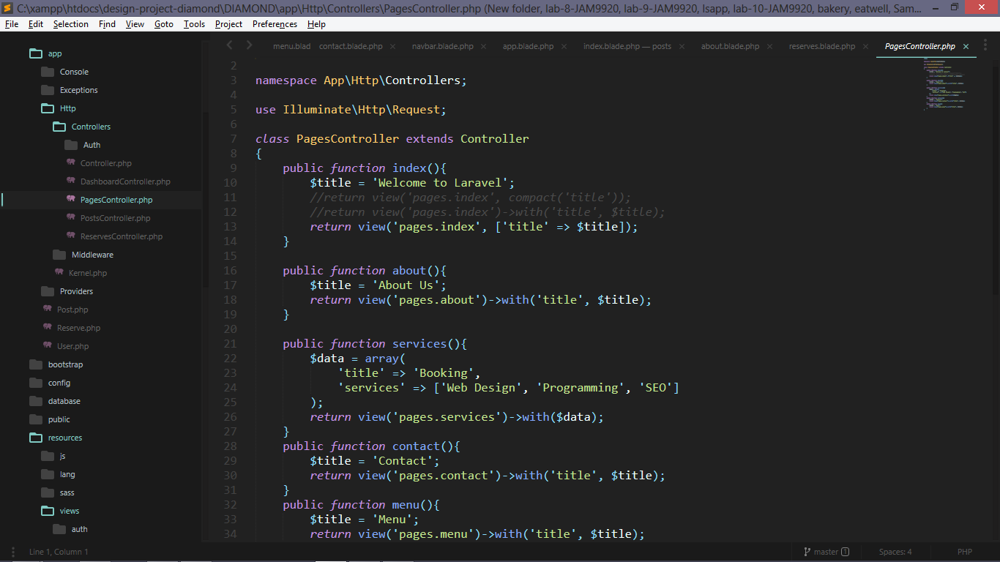 C:\xampp\htdocs\design-project-diamond\DIAMOND\app\Http\Controllers\PagesController.php (New folder, lab-8-JAM9920, lab-9-JAM9920, lsapp, lab-10-JAM9920, bakery, eatwell, Sam...
File Edit Selection Find View Goto Tools Project Preferences Help
menu.blad contact.blade.php navbar.blade.php app.blade.php index.blade.php — posts about.blade.php reserves.blade.php PagesController.php
app
Console
Exceptions
Http
Controllers
Auth
Controller.php
DashboardController.php
PagesController.php
PostsController.php
ReservesController.php
Middleware
Kernel.php
Providers
Post.php
Reserve.php
User.php
bootstrap
config
database
public
resources
js
lang
sass
views
auth
2
3 namespace App\Http\Controllers;
4
5 use Illuminate\Http\Request;
6
7 class PagesController extends Controller
8 {
9     public function index(){
10         $title = 'Welcome to Laravel';
11         //return view('pages.index', compact('title'));
12         //return view('pages.index')->with('title', $title);
13         return view('pages.index', ['title' => $title]);
14     }
15
16     public function about(){
17         $title = 'About Us';
18         return view('pages.about')->with('title', $title);
19     }
20
21     public function services(){
22         $data = array(
23             'title' => 'Booking',
24             'services' => ['Web Design', 'Programming', 'SEO']
25         );
26         return view('pages.services')->with($data);
27     }
28     public function contact(){
29         $title = 'Contact';
30         return view('pages.contact')->with('title', $title);
31     }
32     public function menu(){
33         $title = 'Menu';
34         return view('pages.menu')->with('title', $title);
Line 1, Column 1 master 1 Spaces: 4 PHP